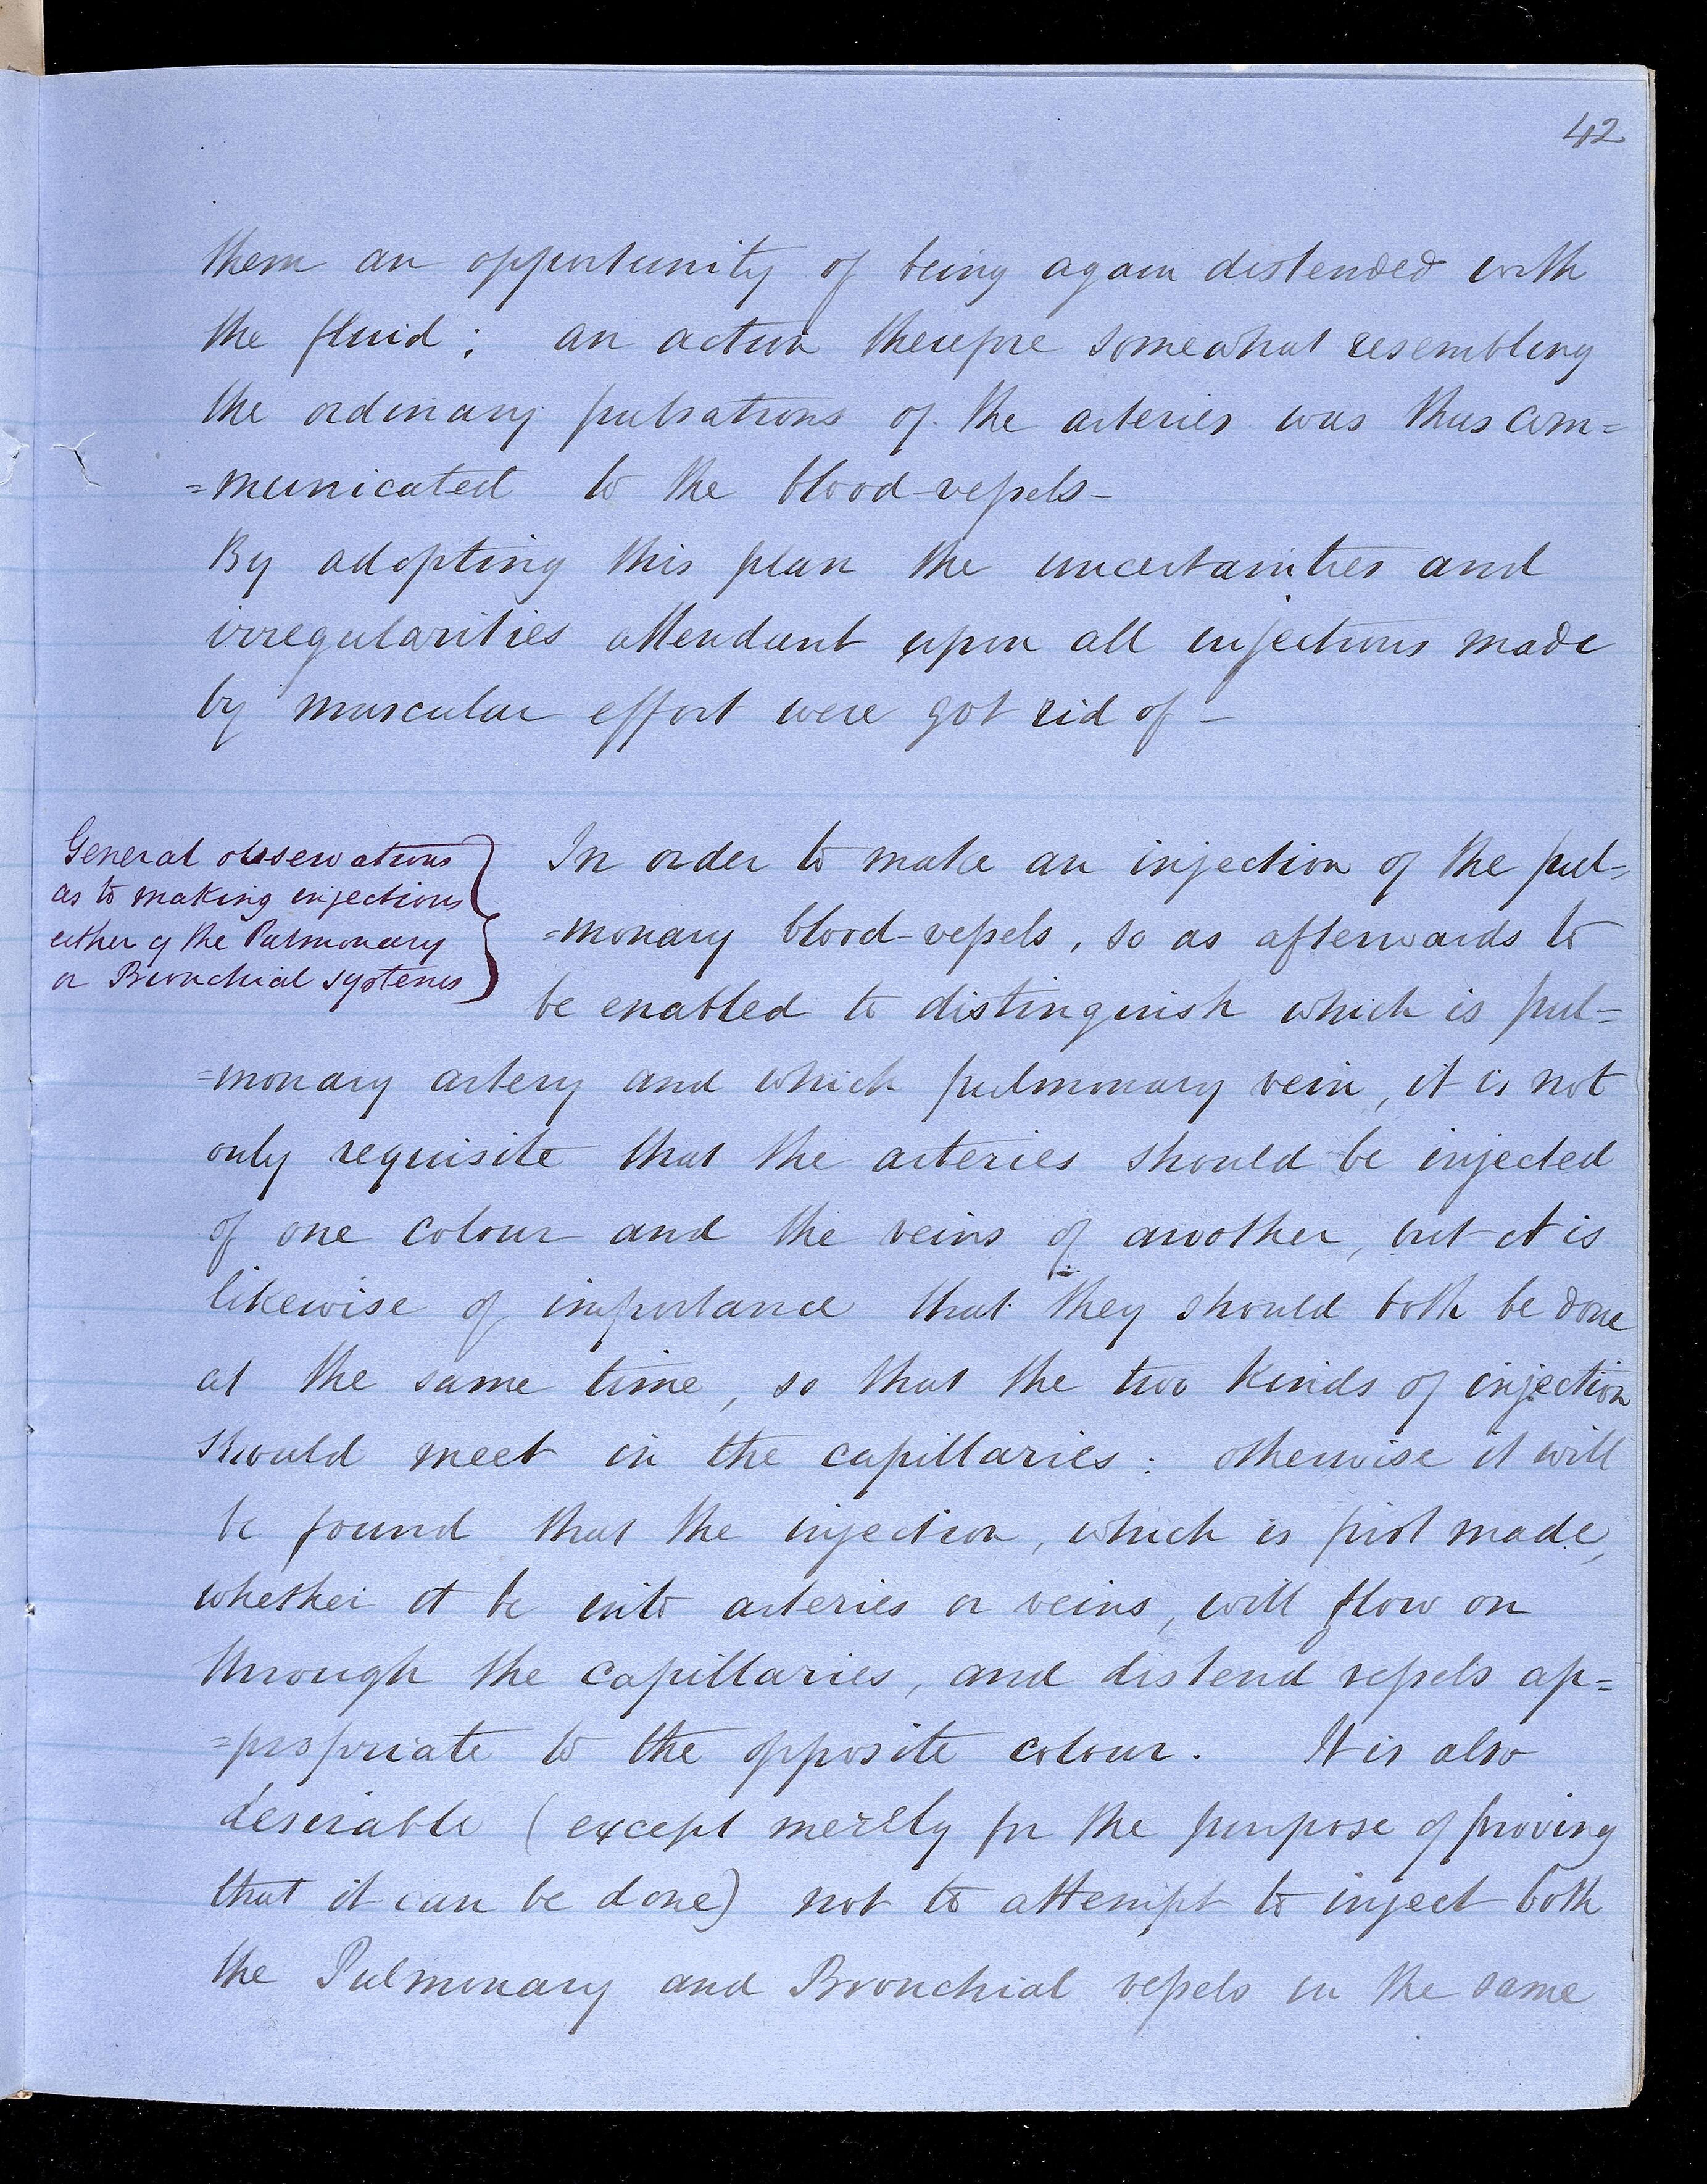 42
them an opportunity of being again distended with
the fluid; an action therefore somewhat resembling
the ordinary pulsations of the arteries was thus com=
=municated to the blood-vessels-
By adopting this plan the uncertainties and
irregularities attendant upon all injections made
by muscular effort were got rid of-
General observations
as to making injections
either of the Pulmonary
or Bronchial systems
In order to make an injection of the pul=
=monary blood-vessels, so as afterwards to
be enabled to distinguish which is pul=
=monary artery and which pulmonary vein, it is not
only requisite that the arteries should be injected
of one colour and the veins of another, but it is
likewise of importance that they should both be done
at the same time, so that the two kinds of injection
should meet in the capillaries: otherwise it will
be found that the injection, which is first made,
whether it be into arteries or veins, will flow on
through the capillaries, and distend vessels ap=
=propriate to the opposite colour. It is also
desirable (except merely for the purpose of proving
that it can be done) not to attempt to inject both
the Pulmonary and Bronchial vessels in the same